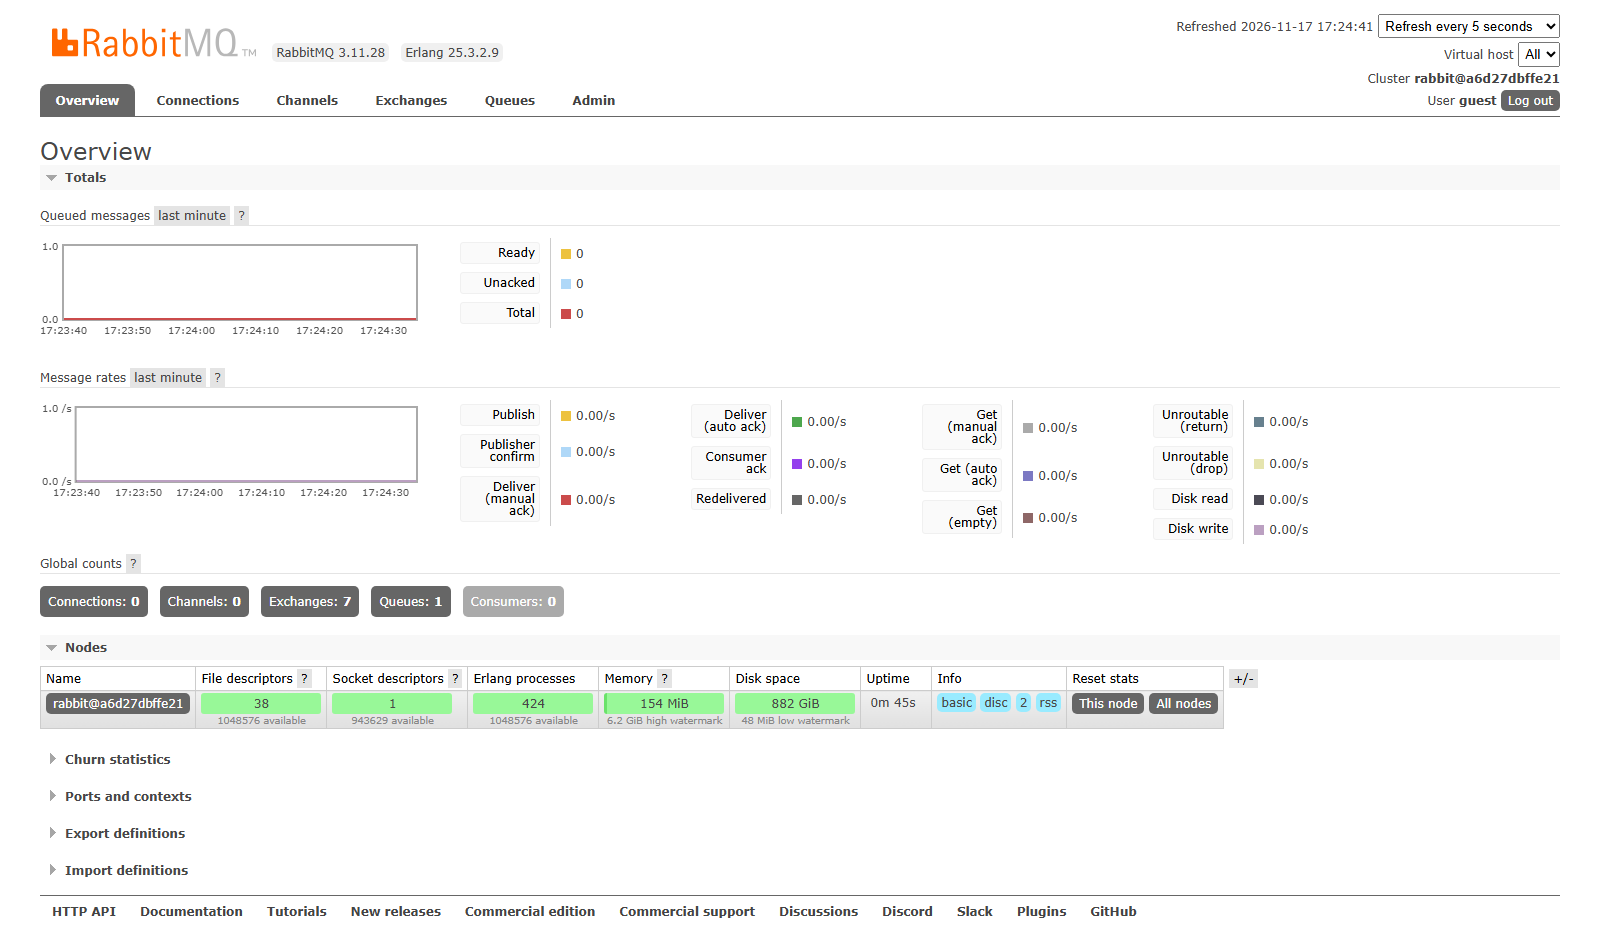 RabbitMQ TM RabbitMQ 3.11.28 Erlang 25.3.2.9
Refreshed 2026-11-17 17:24:41 Refresh every 5 seconds
Virtual host All
Cluster rabbit@a6d27dbffe21
User guest Log out
Overview Connections Channels Exchanges Queues Admin
Overview
Totals
Queued messages last minute ?
1.0
0.0
17:23:40 17:23:50 17:24:00 17:24:10 17:24:20 17:24:30
Ready 0
Unacked 0
Total 0
Message rates last minute ?
1.0 /s
0.0 /s
17:23:40 17:23:50 17:24:00 17:24:10 17:24:20 17:24:30
Publish 0.00/s
Publisher
confirm 0.00/s
Deliver
(manual
ack) 0.00/s
Deliver
(auto ack) 0.00/s
Consumer
ack 0.00/s
Redelivered 0.00/s
Get
(manual
ack) 0.00/s
Get (auto
ack) 0.00/s
Get
(empty) 0.00/s
Unroutable
(return) 0.00/s
Unroutable
(drop) 0.00/s
Disk read 0.00/s
Disk write 0.00/s
Global counts ?
Connections: 0 Channels: 0 Exchanges: 7 Queues: 1 Consumers: 0
Nodes
Name File descriptors ? Socket descriptors ? Erlang processes Memory ? Disk space Uptime Info Reset stats +/-
rabbit@a6d27dbffe21 38 1 424 154 MiB 882 GiB 0m 45s basic disc 2 rss This node All nodes
1048576 available 943629 available 1048576 available 6.2 GiB high watermark 48 MiB low watermark
Churn statistics
Ports and contexts
Export definitions
Import definitions
HTTP API Documentation Tutorials New releases Commercial edition Commercial support Discussions Discord Slack Plugins GitHub